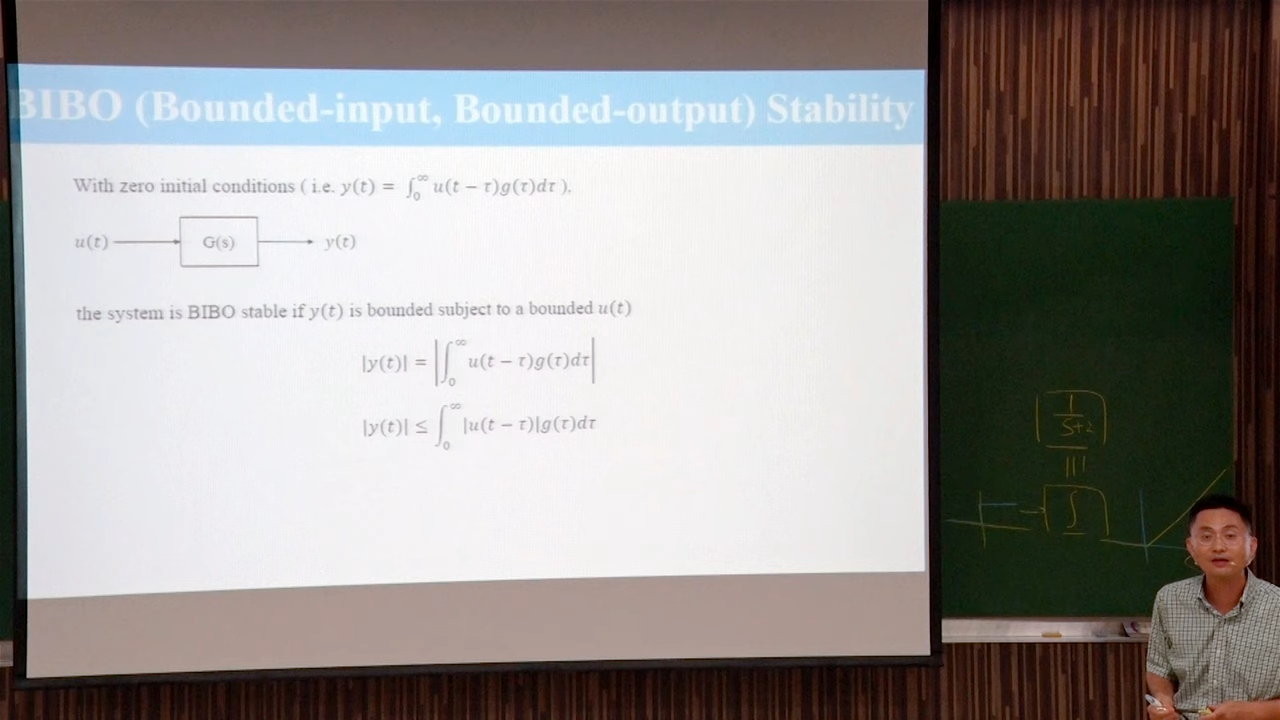 BIBO (Bounded-input, Bounded-output) Stability
With zero initial conditions ( i.e. y(t) = ∫₀^∞ u(t − τ)g(τ)dτ ),
u(t) G(s) y(t)
the system is BIBO stable if y(t) is bounded subject to a bounded u(t)
|y(t)| = |∫₀^∞ u(t − τ)g(τ)dτ|
|y(t)| ≤ ∫₀^∞ |u(t − τ)|g(τ)dτ
1
∫